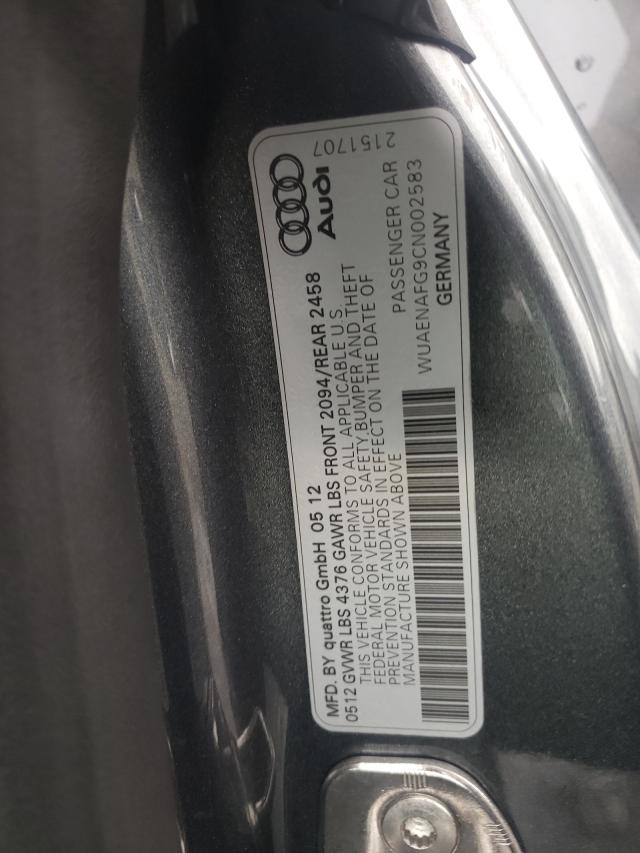 MFD. BY quattro GmbH 05 12
0512 GVWR LBS 4376 GAWR LBS FRONT 2094/REAR 2458
THIS VEHICLE CONFORMS TO ALL APPLICABLE U.S.
FEDERAL MOTOR VEHICLE SAFETY,BUMPER AND THEFT
PREVENTION STANDARDS IN EFFECT ON THE DATE OF
MANUFACTURE SHOWN ABOVE
PASSENGER CAR
WUAENAFG9CN002583
GERMANY
Audi
2151707